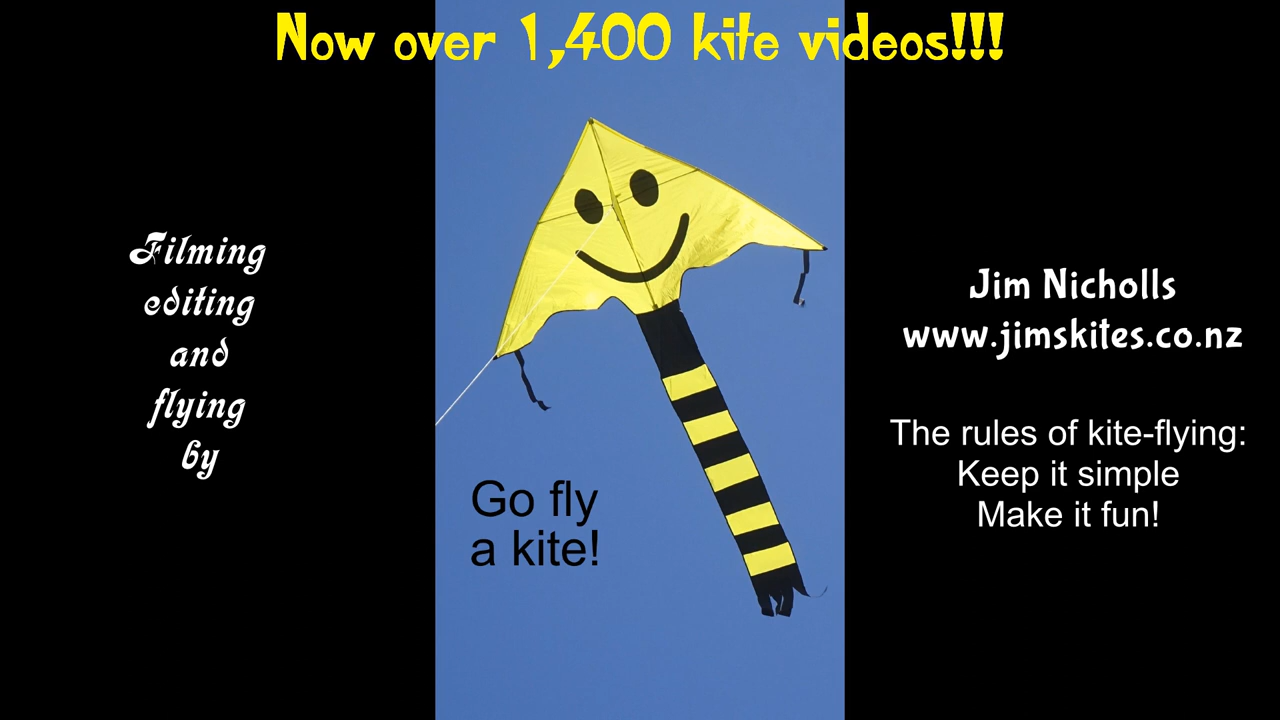 Now over 1,400 kite videos!!!
Filming
editing
and
flying
by
Jim Nicholls
www.jimskites.co.nz
The rules of kite-flying:
Keep it simple
Make it fun!
Go fly
a kite!